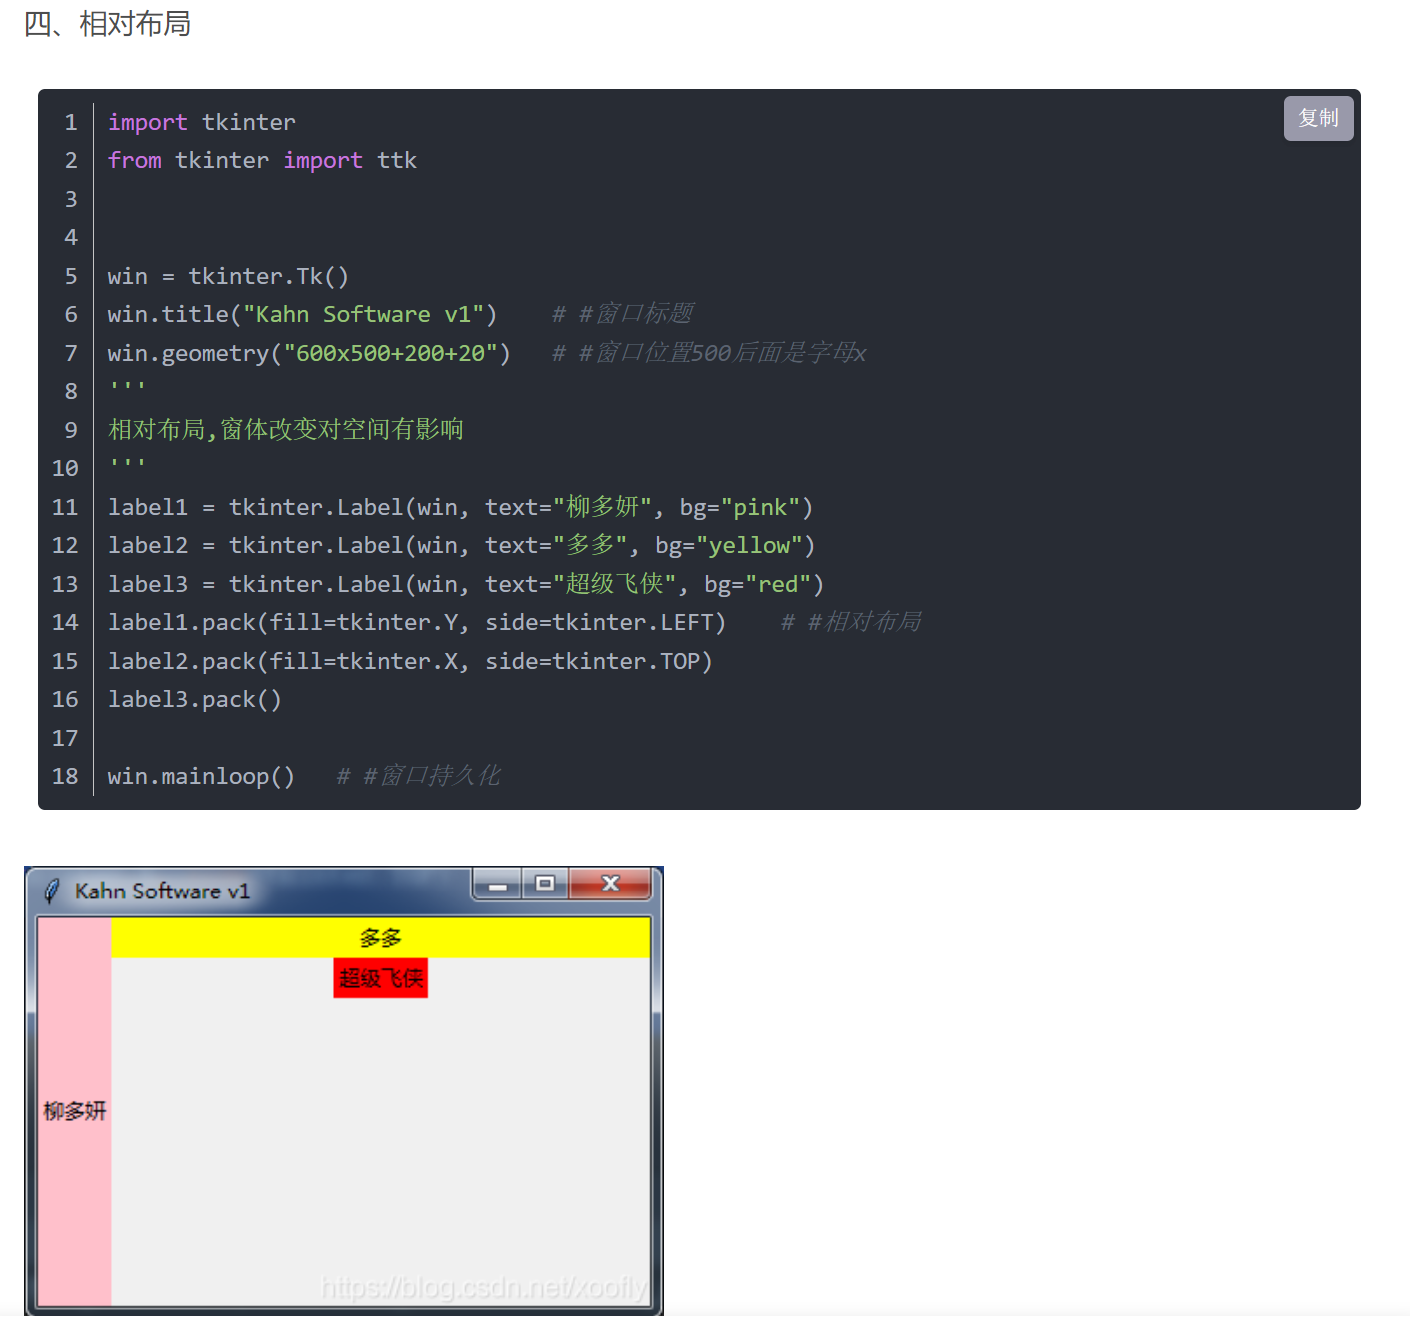 四、相对布局
复制
1 import tkinter
2 from tkinter import ttk
3
4
5 win = tkinter.Tk()
6 win.title("Kahn Software v1")    # #窗口标题
7 win.geometry("600x500+200+20")   # #窗口位置500后面是字母x
8 '''
9 相对布局,窗体改变对空间有影响
10 '''
11 label1 = tkinter.Label(win, text="柳多妍", bg="pink")
12 label2 = tkinter.Label(win, text="多多", bg="yellow")
13 label3 = tkinter.Label(win, text="超级飞侠", bg="red")
14 label1.pack(fill=tkinter.Y, side=tkinter.LEFT)    # #相对布局
15 label2.pack(fill=tkinter.X, side=tkinter.TOP)
16 label3.pack()
17
18 win.mainloop()   # #窗口持久化
Kahn Software v1
多多
超级飞侠
柳多妍
https://blog.csdn.net/xoofly